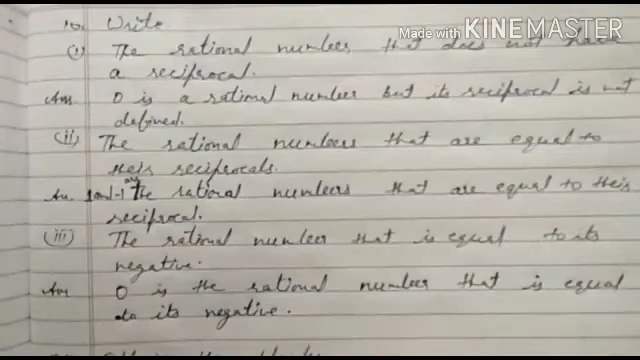 Made with KINEMASTER
10. Write
(i) The rational number that does not have
a reciprocal.
Ans 0 is a rational number but its reciprocal is not
defined.
(ii) The rational numbers that are equal to
their reciprocals.
An. 1 and -1 are The rational numbers that are equal to their
reciprocal.
(iii) The rational number that is equal to its
negative.
Ans 0 is the rational number that is equal
to its negative.